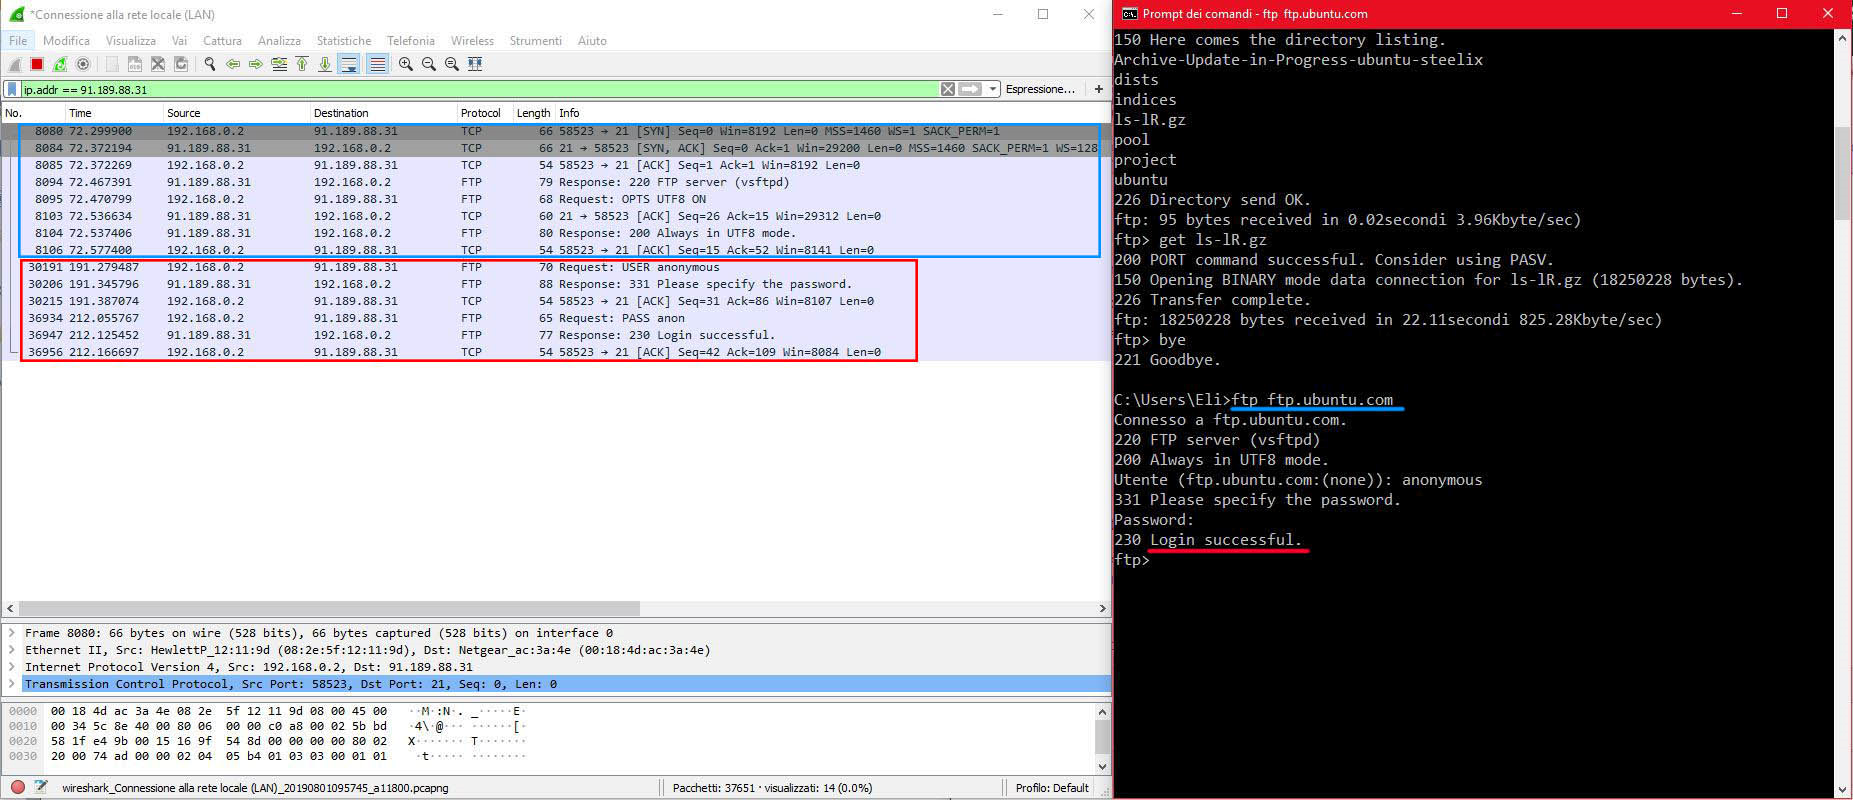 *Connessione alla rete locale (LAN)
File Modifica Visualizza Vai Cattura Analizza Statistiche Telefonia Wireless Strumenti Aiuto
ip.addr == 91.189.88.31 Espressione... +
No. Time Source Destination Protocol Length Info
8080 72.299900 192.168.0.2 91.189.88.31 TCP 66 58523 → 21 [SYN] Seq=0 Win=8192 Len=0 MSS=1460 WS=1 SACK_PERM=1
8084 72.372194 91.189.88.31 192.168.0.2 TCP 66 21 → 58523 [SYN, ACK] Seq=0 Ack=1 Win=29200 Len=0 MSS=1460 SACK_PERM=1 WS=128
8085 72.372269 192.168.0.2 91.189.88.31 TCP 54 58523 → 21 [ACK] Seq=1 Ack=1 Win=8192 Len=0
8094 72.467391 91.189.88.31 192.168.0.2 FTP 79 Response: 220 FTP server (vsftpd)
8095 72.470799 192.168.0.2 91.189.88.31 FTP 68 Request: OPTS UTF8 ON
8103 72.536634 91.189.88.31 192.168.0.2 TCP 60 21 → 58523 [ACK] Seq=26 Ack=15 Win=29312 Len=0
8104 72.537406 91.189.88.31 192.168.0.2 FTP 80 Response: 200 Always in UTF8 mode.
8106 72.577400 192.168.0.2 91.189.88.31 TCP 54 58523 → 21 [ACK] Seq=15 Ack=52 Win=8141 Len=0
30191 191.279487 192.168.0.2 91.189.88.31 FTP 70 Request: USER anonymous
30206 191.345796 91.189.88.31 192.168.0.2 FTP 88 Response: 331 Please specify the password.
30215 191.387074 192.168.0.2 91.189.88.31 TCP 54 58523 → 21 [ACK] Seq=31 Ack=86 Win=8107 Len=0
36934 212.055767 192.168.0.2 91.189.88.31 FTP 65 Request: PASS anon
36947 212.125452 91.189.88.31 192.168.0.2 FTP 77 Response: 230 Login successful.
36956 212.166697 192.168.0.2 91.189.88.31 TCP 54 58523 → 21 [ACK] Seq=42 Ack=109 Win=8084 Len=0
Frame 8080: 66 bytes on wire (528 bits), 66 bytes captured (528 bits) on interface 0
Ethernet II, Src: HewlettP_12:11:9d (08:2e:5f:12:11:9d), Dst: Netgear_ac:3a:4e (00:18:4d:ac:3a:4e)
Internet Protocol Version 4, Src: 192.168.0.2, Dst: 91.189.88.31
Transmission Control Protocol, Src Port: 58523, Dst Port: 21, Seq: 0, Len: 0
0000 00 18 4d ac 3a 4e 08 2e 5f 12 11 9d 08 00 45 00 ··M·:N·. _·····E·
0010 00 34 5c 8e 40 00 80 06 00 00 c0 a8 00 02 5b bd ·4\·@··· ······[·
0020 58 1f e4 9b 00 15 16 9f 54 8d 00 00 00 00 80 02 X······· T·······
0030 20 00 74 ad 00 00 02 04 05 b4 01 03 03 00 01 01 ·t····· ········
wireshark_Connessione alla rete locale (LAN)_20190801095745_a11800.pcapng
Pacchetti: 37651 · visualizzati: 14 (0.0%)
Profilo: Default
Prompt dei comandi - ftp ftp.ubuntu.com
150 Here comes the directory listing.
Archive-Update-in-Progress-ubuntu-steelix
dists
indices
ls-lR.gz
pool
project
ubuntu
226 Directory send OK.
ftp: 95 bytes received in 0.02secondi 3.96Kbyte/sec)
ftp> get ls-lR.gz
200 PORT command successful. Consider using PASV.
150 Opening BINARY mode data connection for ls-lR.gz (18250228 bytes).
226 Transfer complete.
ftp: 18250228 bytes received in 22.11secondi 825.28Kbyte/sec)
ftp> bye
221 Goodbye.
C:\Users\Eli>ftp ftp.ubuntu.com
Connesso a ftp.ubuntu.com.
220 FTP server (vsftpd)
200 Always in UTF8 mode.
Utente (ftp.ubuntu.com:(none)): anonymous
331 Please specify the password.
Password:
230 Login successful.
ftp>